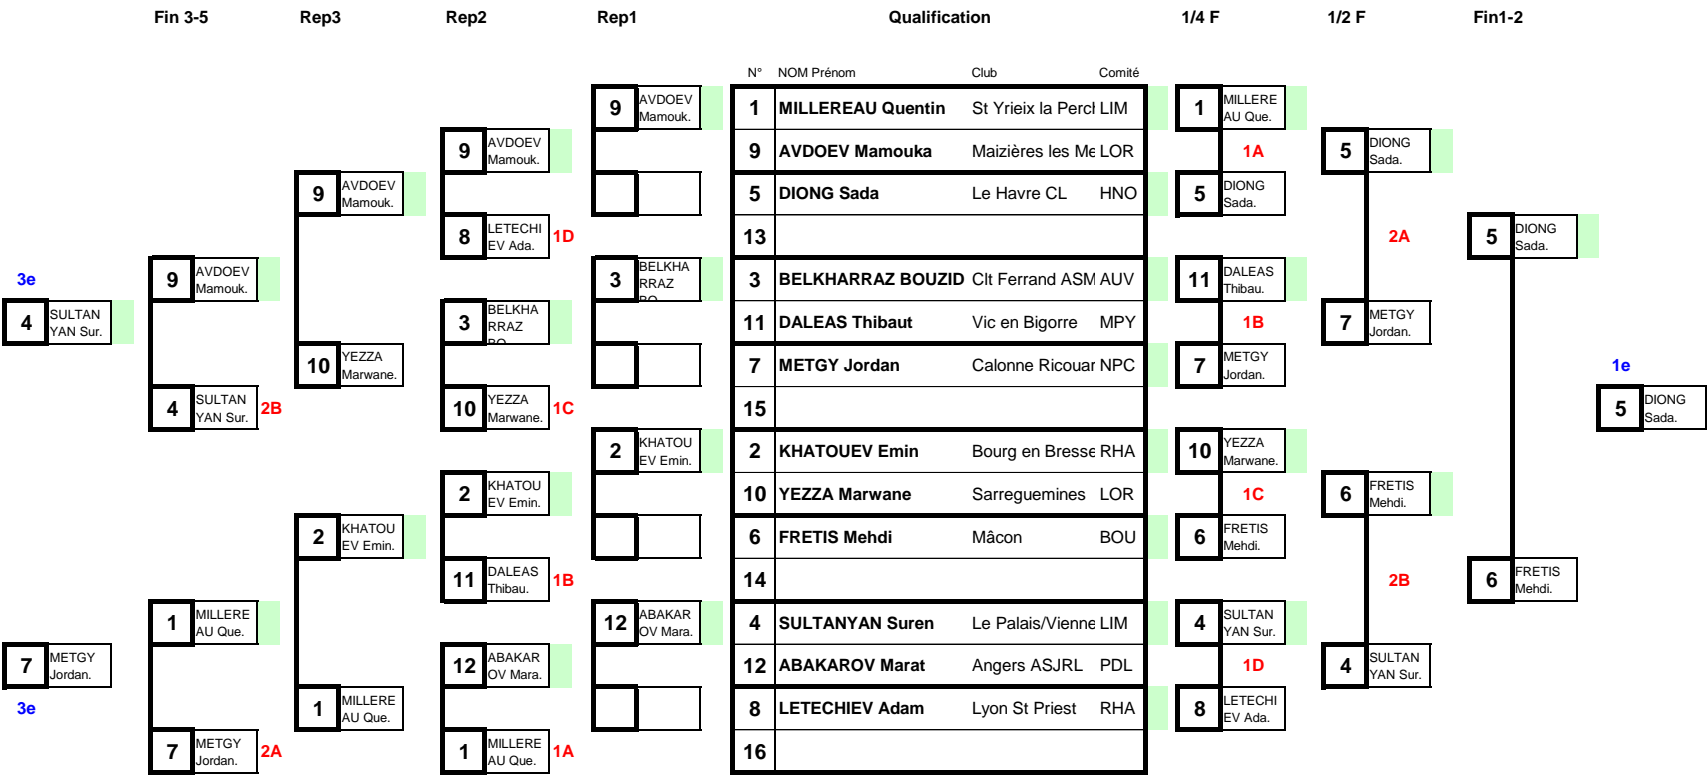 Fin 3-5 Rep3 Rep2 Rep1 Qualification 1/4 F 1/2 F Fin1-2
N° NOM Prénom Club Comité
9 AVDOEV Mamouk.
1 MILLEREAU Quentin St Yrieix la Percl LIM
1 MILLERE AU Que.
9 AVDOEV Mamouk.
9 AVDOEV Mamouka Maizières les Me LOR
1A
5 DIONG Sada.
9 AVDOEV Mamouk.
5 DIONG Sada Le Havre CL HNO
5 DIONG Sada.
8 LETECHI EV Ada. 1D
13
2A
5 DIONG Sada.
3e
9 AVDOEV Mamouk.
3 BELKHA RRAZ
3 BELKHARRAZ BOUZID Clt Ferrand ASM AUV
11 DALEAS Thibau.
4 SULTAN YAN Sur.
3 BELKHA RRAZ
11 DALEAS Thibaut Vic en Bigorre MPY
1B
7 METGY Jordan.
10 YEZZA Marwane.
7 METGY Jordan Calonne Ricouar NPC
7 METGY Jordan.
1e
4 SULTAN YAN Sur. 2B
10 YEZZA Marwane. 1C
15
5 DIONG Sada.
2 KHATOU EV Emin.
2 KHATOUEV Emin Bourg en Bresse RHA
10 YEZZA Marwane.
2 KHATOU EV Emin.
10 YEZZA Marwane Sarreguemines LOR
1C
6 FRETIS Mehdi.
2 KHATOU EV Emin.
6 FRETIS Mehdi Mâcon BOU
6 FRETIS Mehdi.
11 DALEAS Thibau. 1B
14
2B
6 FRETIS Mehdi.
1 MILLERE AU Que.
12 ABAKAR OV Mara.
4 SULTANYAN Suren Le Palais/Vienne LIM
4 SULTAN YAN Sur.
7 METGY Jordan.
12 ABAKAR OV Mara.
12 ABAKAROV Marat Angers ASJRL PDL
1D
4 SULTAN YAN Sur.
3e
1 MILLERE AU Que.
8 LETECHIEV Adam Lyon St Priest RHA
8 LETECHI EV Ada.
7 METGY Jordan. 2A
1 MILLERE AU Que. 1A
16